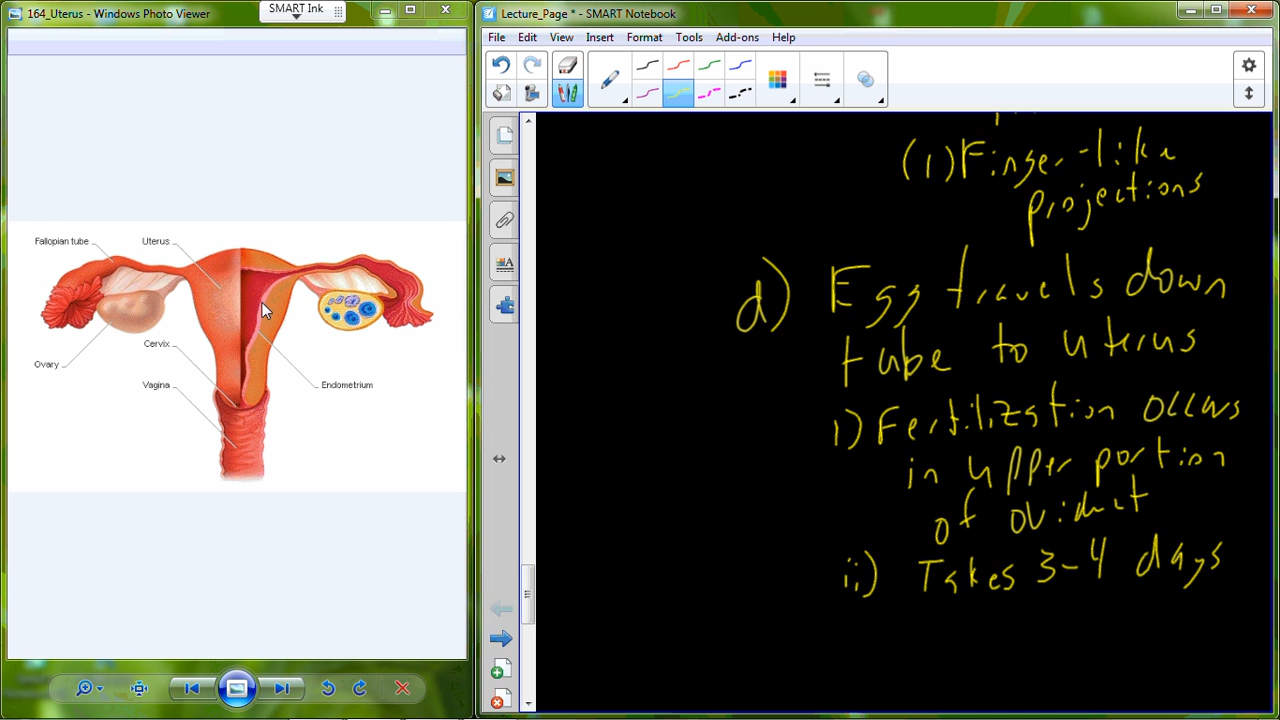 164_Uterus - Windows Photo Viewer
SMART Ink
Fallopian tube
Uterus
Ovary
Cervix
Vagina
Endometrium
Lecture_Page * - SMART Notebook
File Edit View Insert Format Tools Add-ons Help
(1) Finger-like
projections
d) Egg travels down
tube to uterus
i) Fertilization occurs
in upper portion
of oviduct
ii) Takes 3-4 days